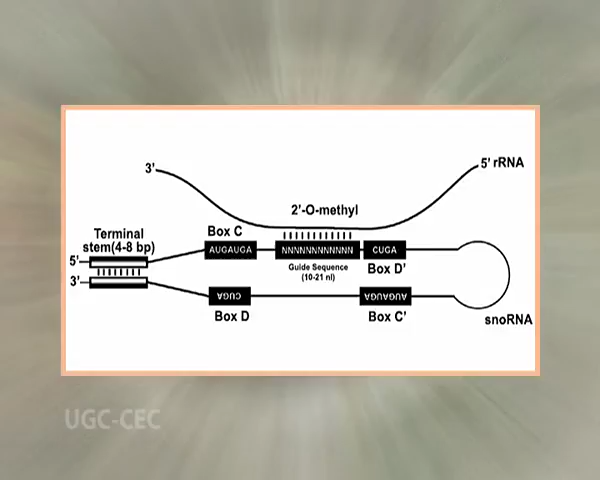 3’
5’ rRNA
2’-O-methyl
Terminal
stem(4-8 bp)
Box C
5’
AUGAUGA
NNNNNNNNNNNN
CUGA
Guide Sequence
(10-21 nl)
Box D’
3’
CUGA
AUGAUGA
Box D
Box C’
snoRNA
UGC-CEC